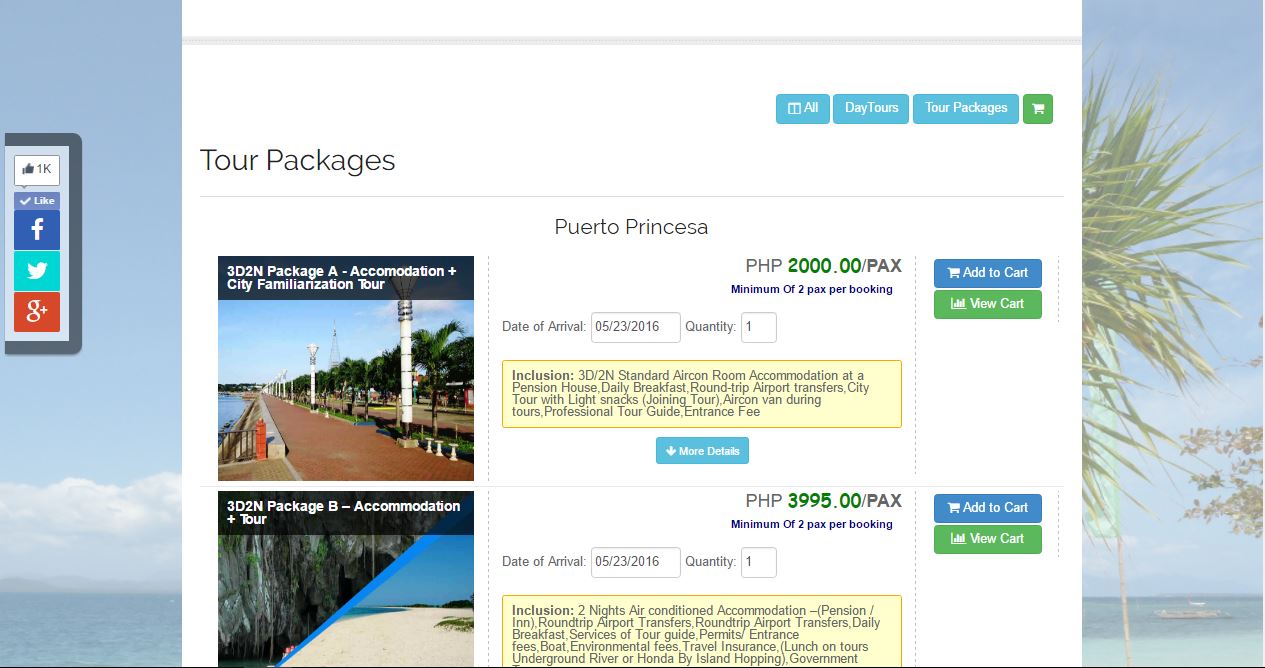 All DayTours Tour Packages
1K
Like
Tour Packages
Puerto Princesa
3D2N Package A - Accomodation +
City Familiarization Tour
PHP 2000.00/PAX
Minimum Of 2 pax per booking
Date of Arrival: 05/23/2016 Quantity: 1
Inclusion: 3D/2N Standard Aircon Room Accommodation at a
Pension House,Daily Breakfast,Round-trip Airport transfers,City
Tour with Light snacks (Joining Tour),Aircon van during
tours,Professional Tour Guide,Entrance Fee
More Details
Add to Cart
View Cart
3D2N Package B – Accommodation
+ Tour
PHP 3995.00/PAX
Minimum Of 2 pax per booking
Date of Arrival: 05/23/2016 Quantity: 1
Inclusion: 2 Nights Air conditioned Accommodation –(Pension /
Inn),Roundtrip Airport Transfers,Roundtrip Airport Transfers,Daily
Breakfast,Services of Tour guide,Permits/ Entrance
fees,Boat,Environmental fees,Travel Insurance,(Lunch on tours
Underground River or Honda By Island Hopping),Government
Add to Cart
View Cart